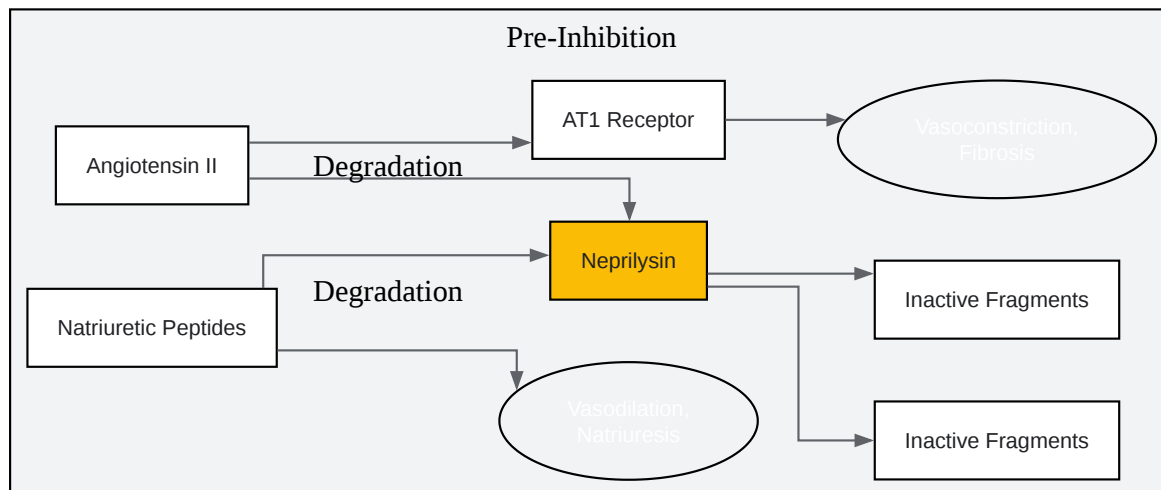 Pre-Inhibition
AT1 Receptor
Vasoconstriction,
Fibrosis
Angiotensin II
Degradation
Neprilysin
Degradation
Inactive Fragments
Natriuretic Peptides
Vasodilation,
Natriuresis
Inactive Fragments